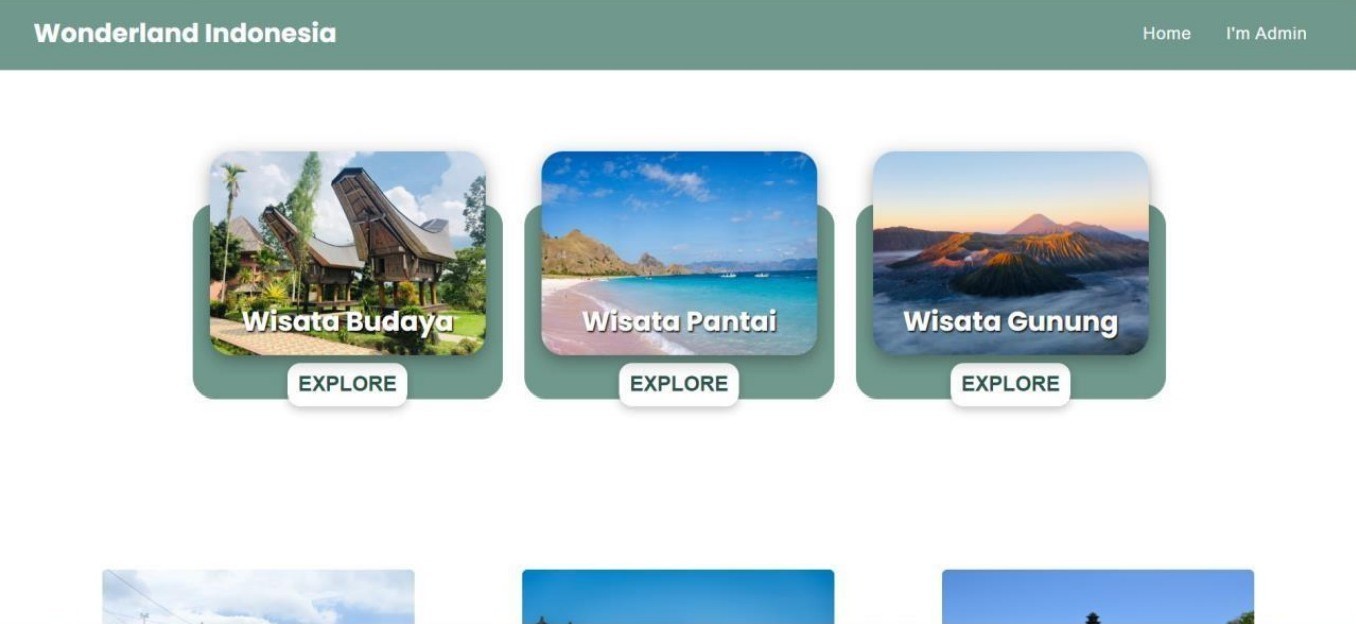 Wonderland Indonesia
Home
I'm Admin
Wisata Budaya
Wisata Pantai
Wisata Gunung
EXPLORE
EXPLORE
EXPLORE